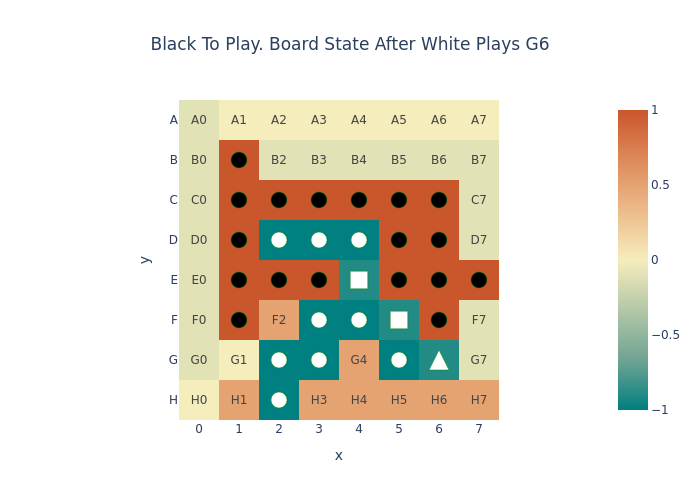 Black To Play. Board State After White Plays G6
A A0 A1 A2 A3 A4 A5 A6 A7
B B0 B2 B3 B4 B5 B6 B7
C C0 C7
D D0 D7
E E0
F F0 F2 F7
G G0 G1 G4 G7
H H0 H1 H3 H4 H5 H6 H7
0 1 2 3 4 5 6 7
x
y
1
0.5
0
−0.5
−1